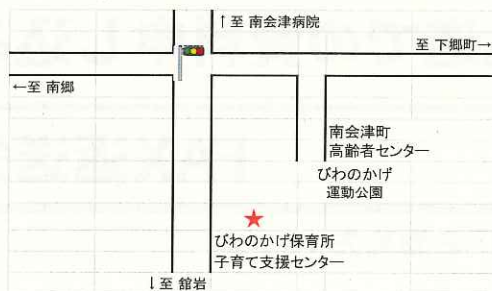 ↑至 南会津病院
至 下郷町→
←至 南郷
南会津町
高齢者センター
びわのかげ
運動公園
びわのかげ保育所
子育て支援センター
↓至 舘岩